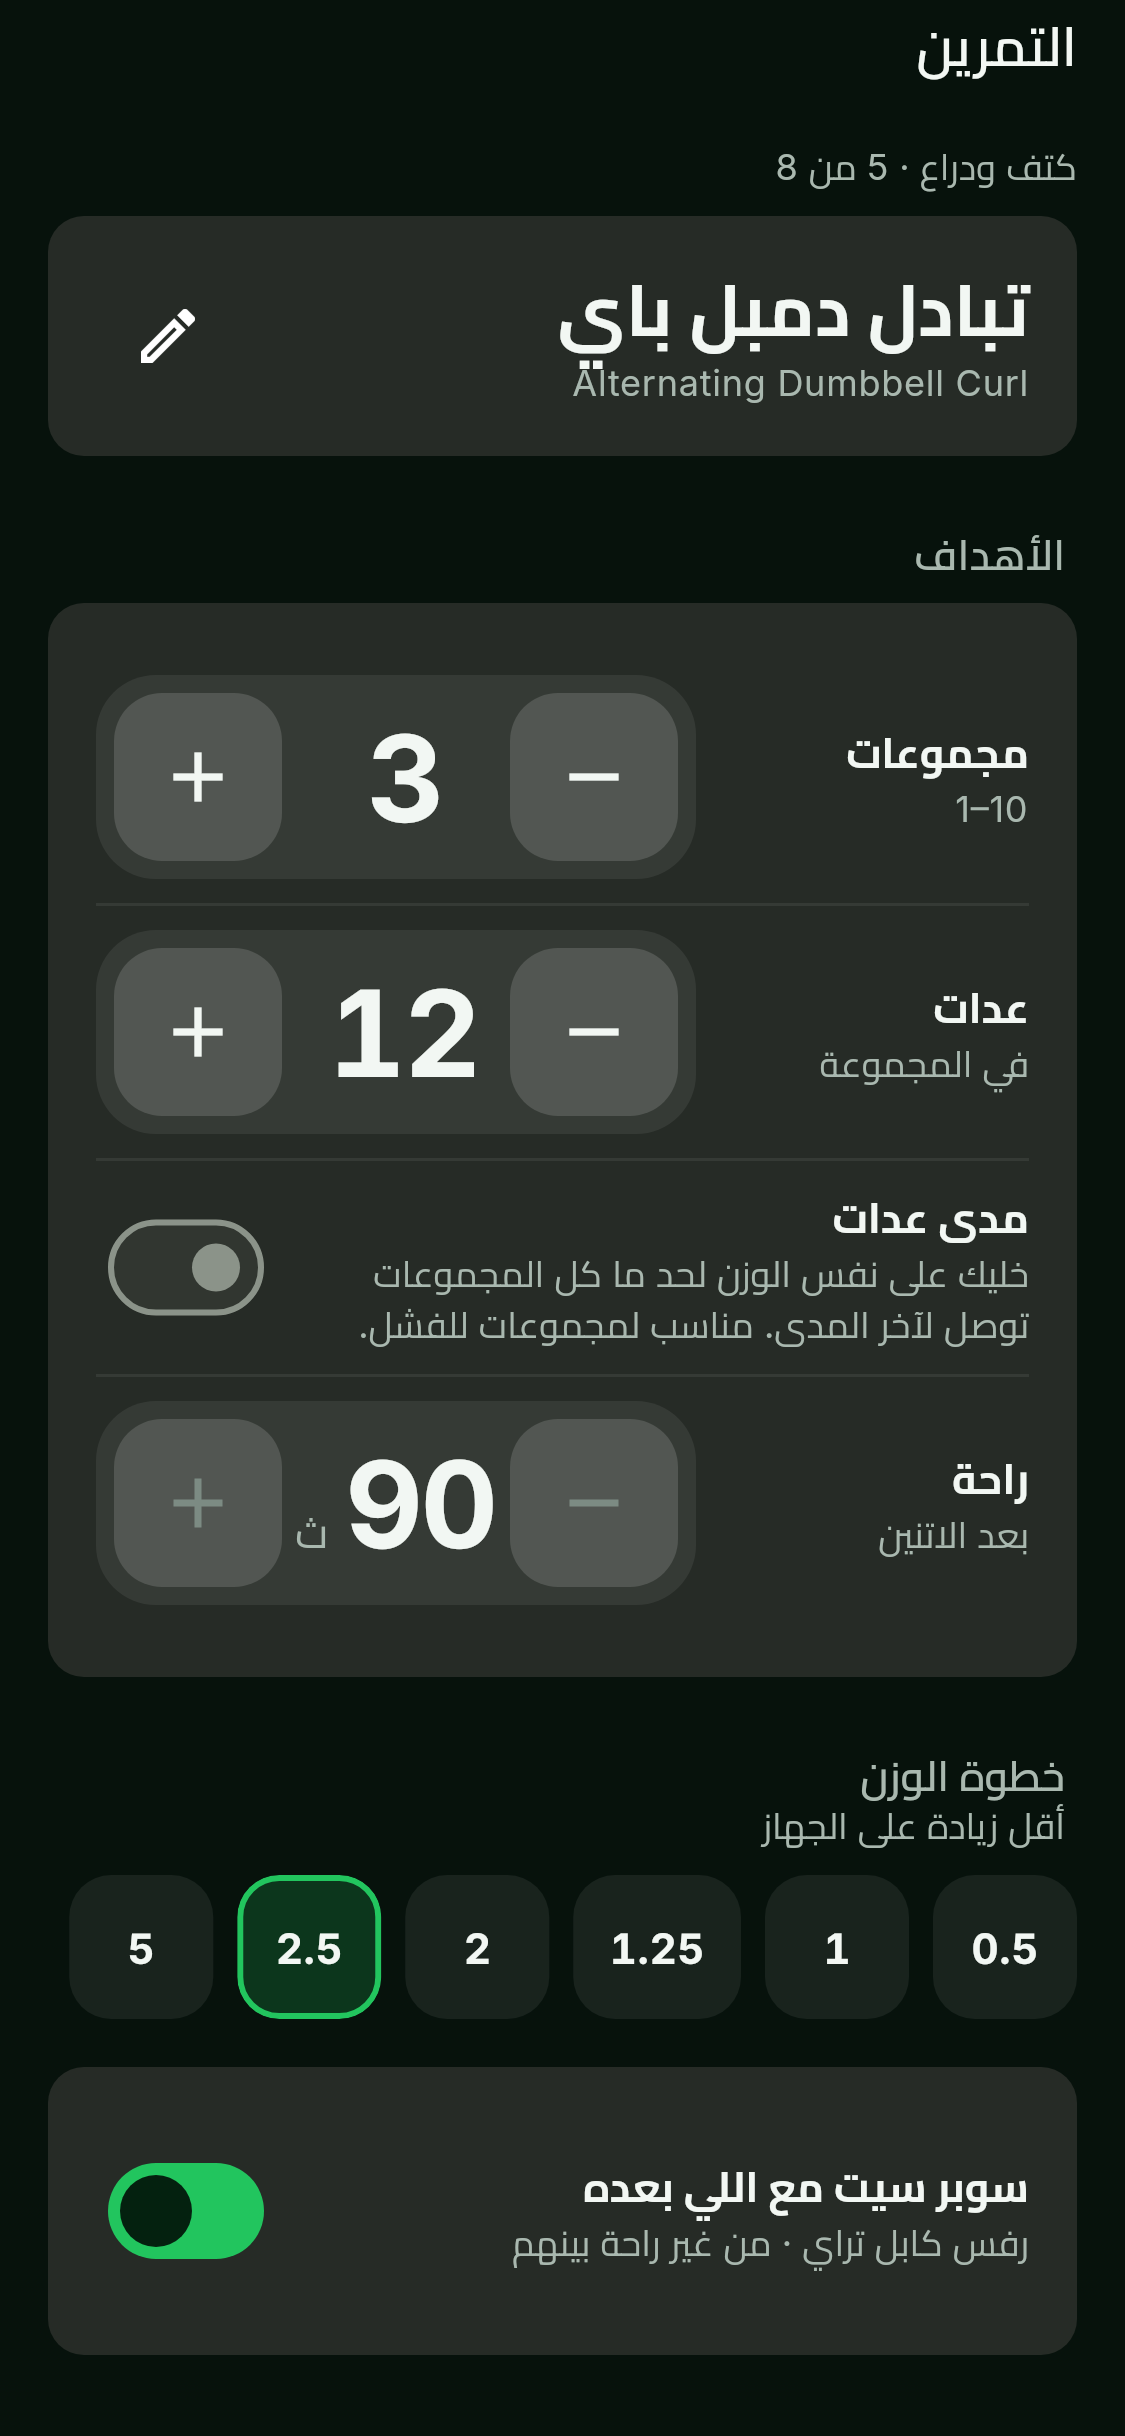 التمرين
كتف ودراع · 5 من 8
تبادل دمبل باي
Alternating Dumbbell Curl
الأهداف
مجموعات
1–10
− 3 +
عدات
في المجموعة
− 12 +
مدى عدات
خليك على نفس الوزن لحد ما كل المجموعات
توصل لآخر المدى. مناسب لمجموعات للفشل.
راحة
بعد الاتنين
− 90 ث +
خطوة الوزن
أقل زيادة على الجهاز
0.5 1 1.25 2 2.5 5
سوبر سيت مع اللي بعده
رفس كابل تراي · من غير راحة بينهم